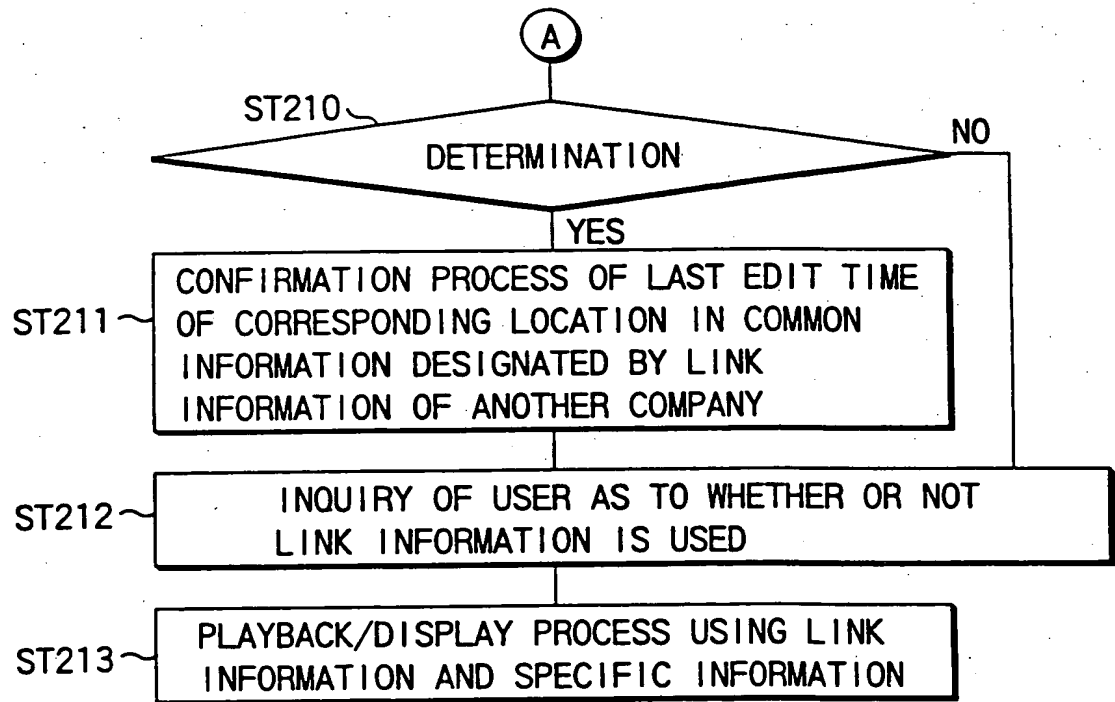 A
ST210
DETERMINATION
NO
YES
ST211
CONFIRMATION PROCESS OF LAST EDIT TIME
OF CORRESPONDING LOCATION IN COMMON
INFORMATION DESIGNATED BY LINK
INFORMATION OF ANOTHER COMPANY
ST212
INQUIRY OF USER AS TO WHETHER OR NOT
LINK INFORMATION IS USED
ST213
PLAYBACK/DISPLAY PROCESS USING LINK
INFORMATION AND SPECIFIC INFORMATION